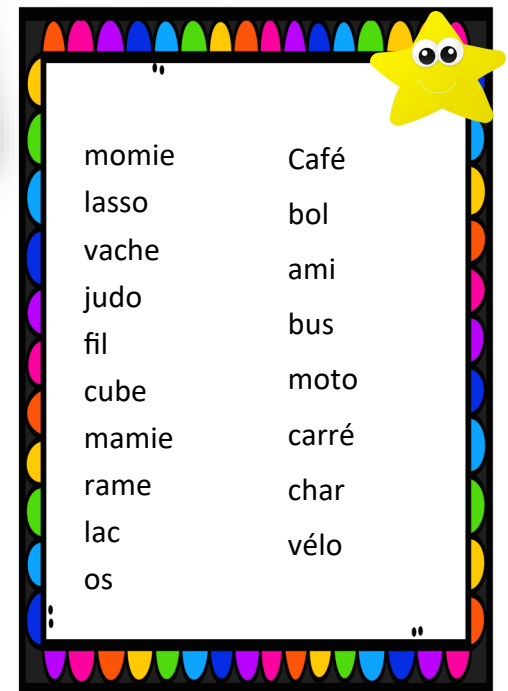 momie
lasso
vache
judo
fil
cube
mamie
rame
lac
os
Café
bol
ami
bus
moto
carré
char
vélo